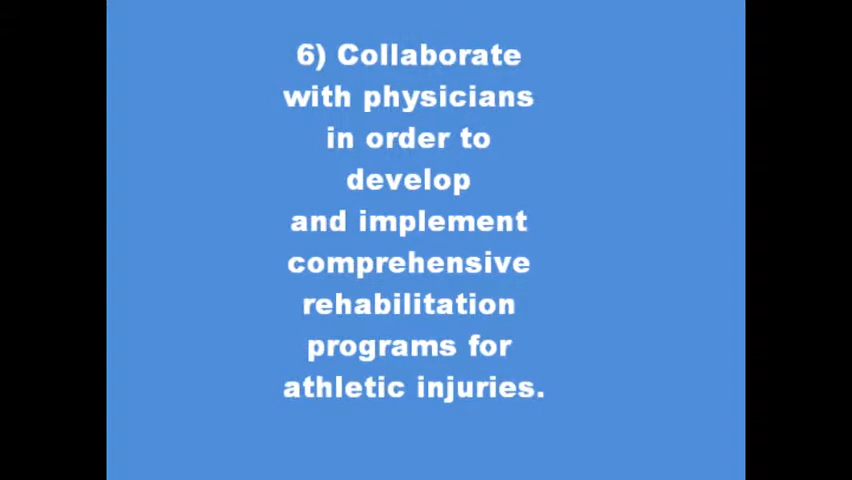 6) Collaborate
with physicians
in order to
develop
and implement
comprehensive
rehabilitation
programs for
athletic injuries.